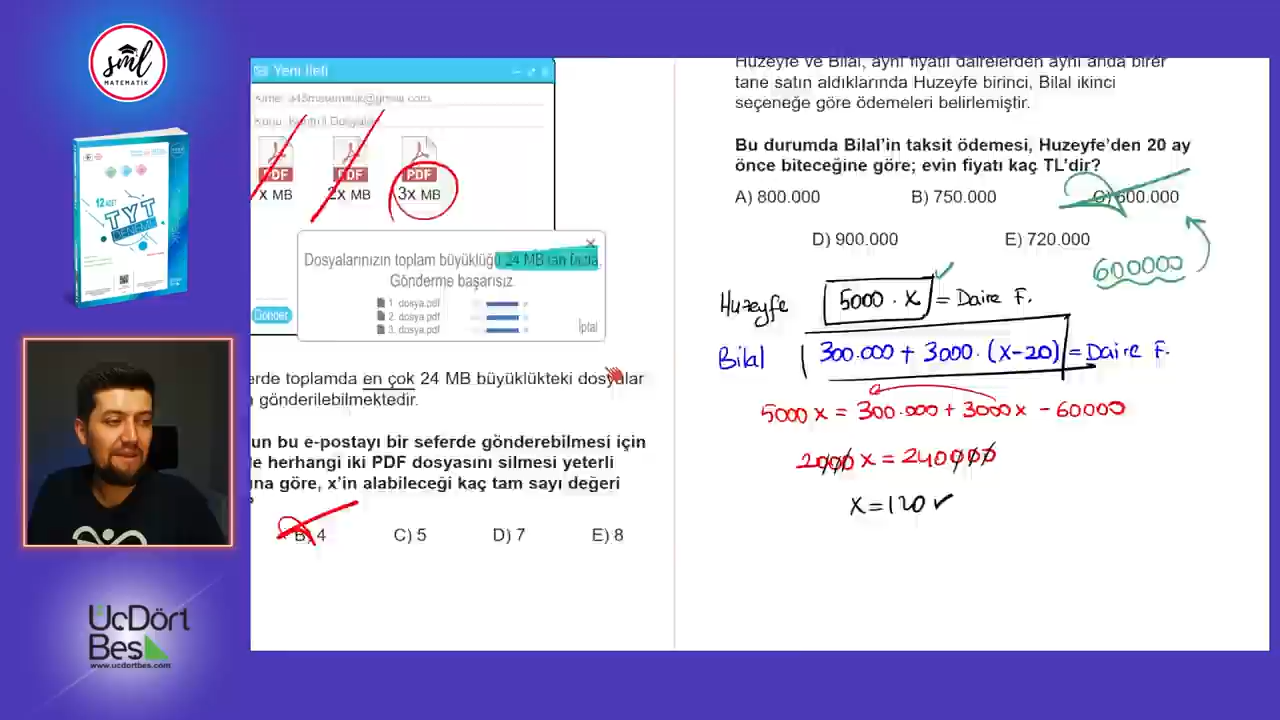 sml
MATEMATİK
12 ADET
TYT
DENEMESİ
ÜçDört
Beş
www.ucdortbes.com
Yeni İleti
PDF PDF PDF
x MB 2x MB 3x MB
Dosyalarınızın toplam büyüklüğü 24 MB'tan fazla.
Gönderme başarısız.
1. dosya.pdf
2. dosya.pdf
3. dosya.pdf
İptal
Gönder
erde toplamda en çok 24 MB büyüklükteki dosyalar
gönderilebilmektedir.
un bu e-postayı bir seferde gönderebilmesi için
le herhangi iki PDF dosyasını silmesi yeterli
una göre, x'in alabileceği kaç tam sayı değeri
B) 4 C) 5 D) 7 E) 8
Huzeyfe ve Bilal, aynı fiyatlı dairelerden aynı anda birer
tane satın aldıklarında Huzeyfe birinci, Bilal ikinci
seçeneğe göre ödemeleri belirlemiştir.
Bu durumda Bilal'in taksit ödemesi, Huzeyfe'den 20 ay
önce biteceğine göre; evin fiyatı kaç TL'dir?
A) 800.000 B) 750.000 C) 600.000
D) 900.000 E) 720.000
600000
Huzeyfe 5000 . x = Daire F.
Bilal 300.000 + 3000. (x-20) = Daire F.
5000x = 300.000 + 3000x - 60000
2000 x = 240000
x = 120 ✓